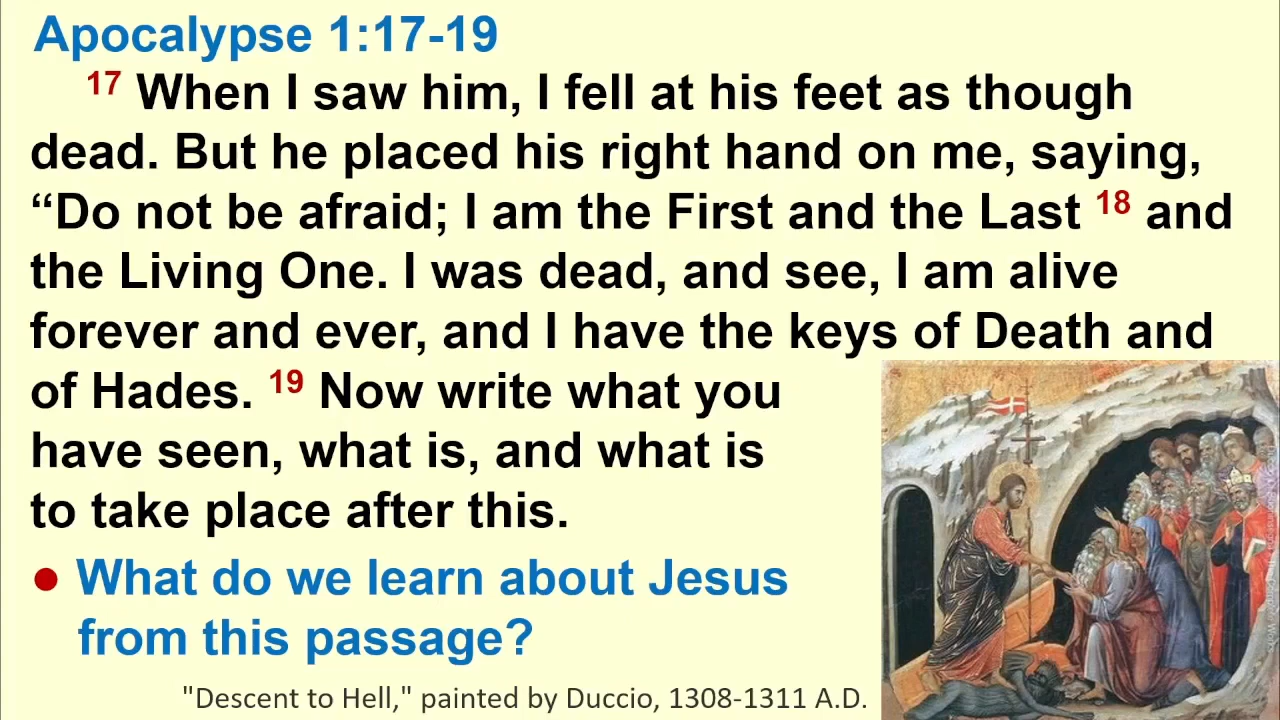 Apocalypse 1:17-19
17 When I saw him, I fell at his feet as though
dead. But he placed his right hand on me, saying,
“Do not be afraid; I am the First and the Last 18 and
the Living One. I was dead, and see, I am alive
forever and ever, and I have the keys of Death and
of Hades. 19 Now write what you
have seen, what is, and what is
to take place after this.
● What do we learn about Jesus
from this passage?
"Descent to Hell," painted by Duccio, 1308-1311 A.D.